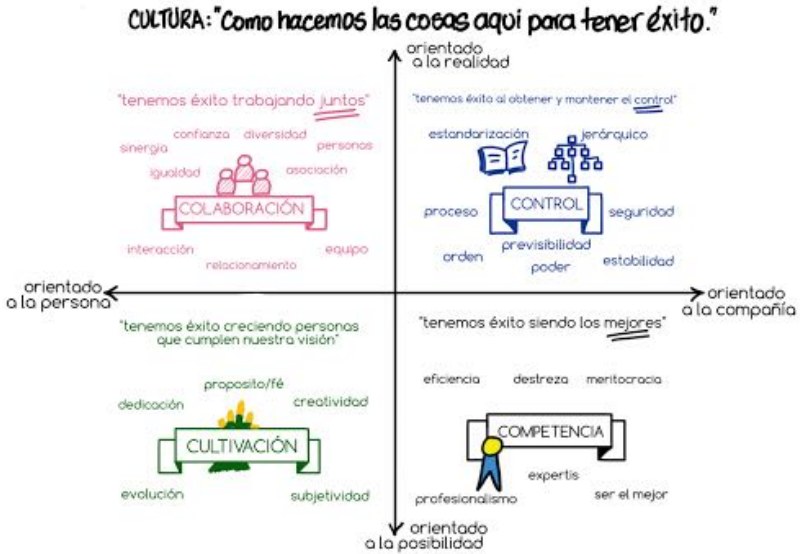 CULTURA: "Como hacemos las cosas aqui para tener éxito."
orientado
a la realidad
"tenemos éxito trabajando juntos"
confianza diversidad
sinergia
personas
igualdad
asociación
COLABORACIÓN
interacción
equipo
relacionamiento
"tenemos éxito al obtener y mantener el control"
estandarización
jerárquico
CONTROL
proceso
seguridad
previsibilidad
orden
poder
estabilidad
orientado
a la persona
orientado
a la compañía
"tenemos éxito creciendo personas
que cumplen nuestra visión"
proposito/fé
dedicación
creatividad
CULTIVACIÓN
evolución
subjetividad
"tenemos éxito siendo los mejores"
eficiencia destreza meritocracia
COMPETENCIA
expertis
profesionalismo
ser el mejor
orientado
a la posibilidad